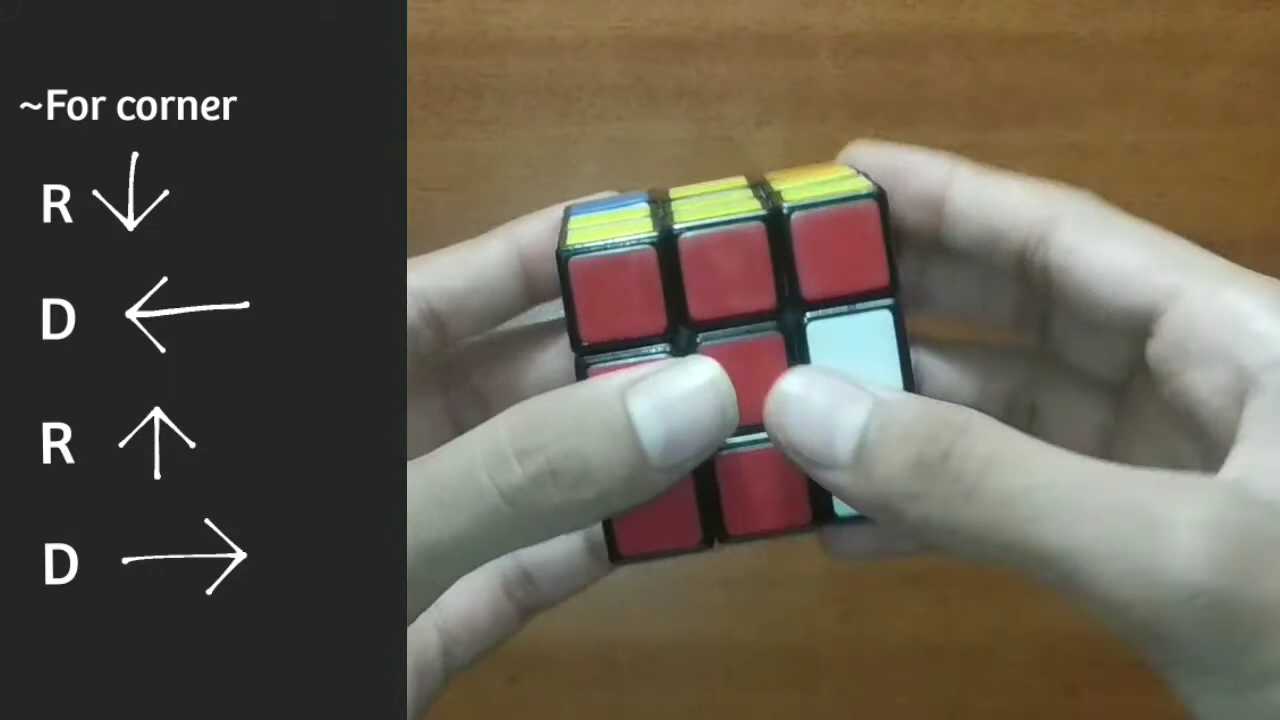 ~For corner
R ↓
D ←
R ↑
D →